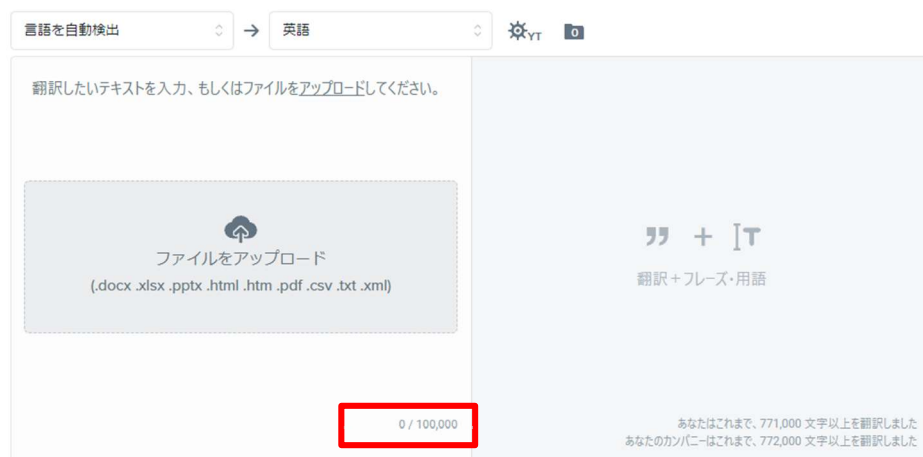 言語を自動検出
→
英語
YT
0
翻訳したいテキストを入力、もしくはファイルをアップロードしてください。
ファイルをアップロード
(.docx .xlsx .pptx .html .htm .pdf .csv .txt .xml)
0 / 100,000
” + T
翻訳+フレーズ・用語
あなたはこれまで、771,000 文字以上を翻訳しました
あなたのカンパニーはこれまで、772,000 文字以上を翻訳しました